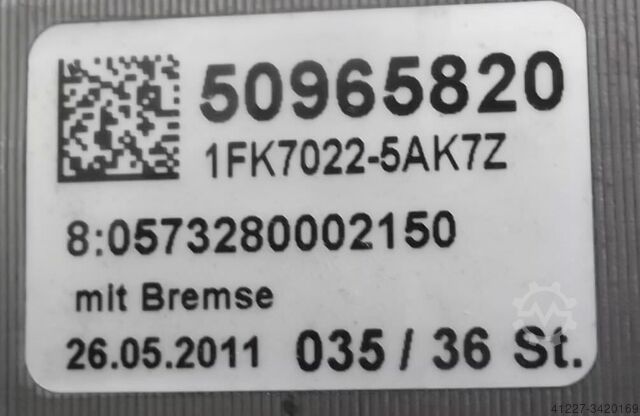 50965820
1FK7022-5AK7Z
8:0573280002150
mit Bremse
26.05.2011 035 / 36 St.
41227-3420169